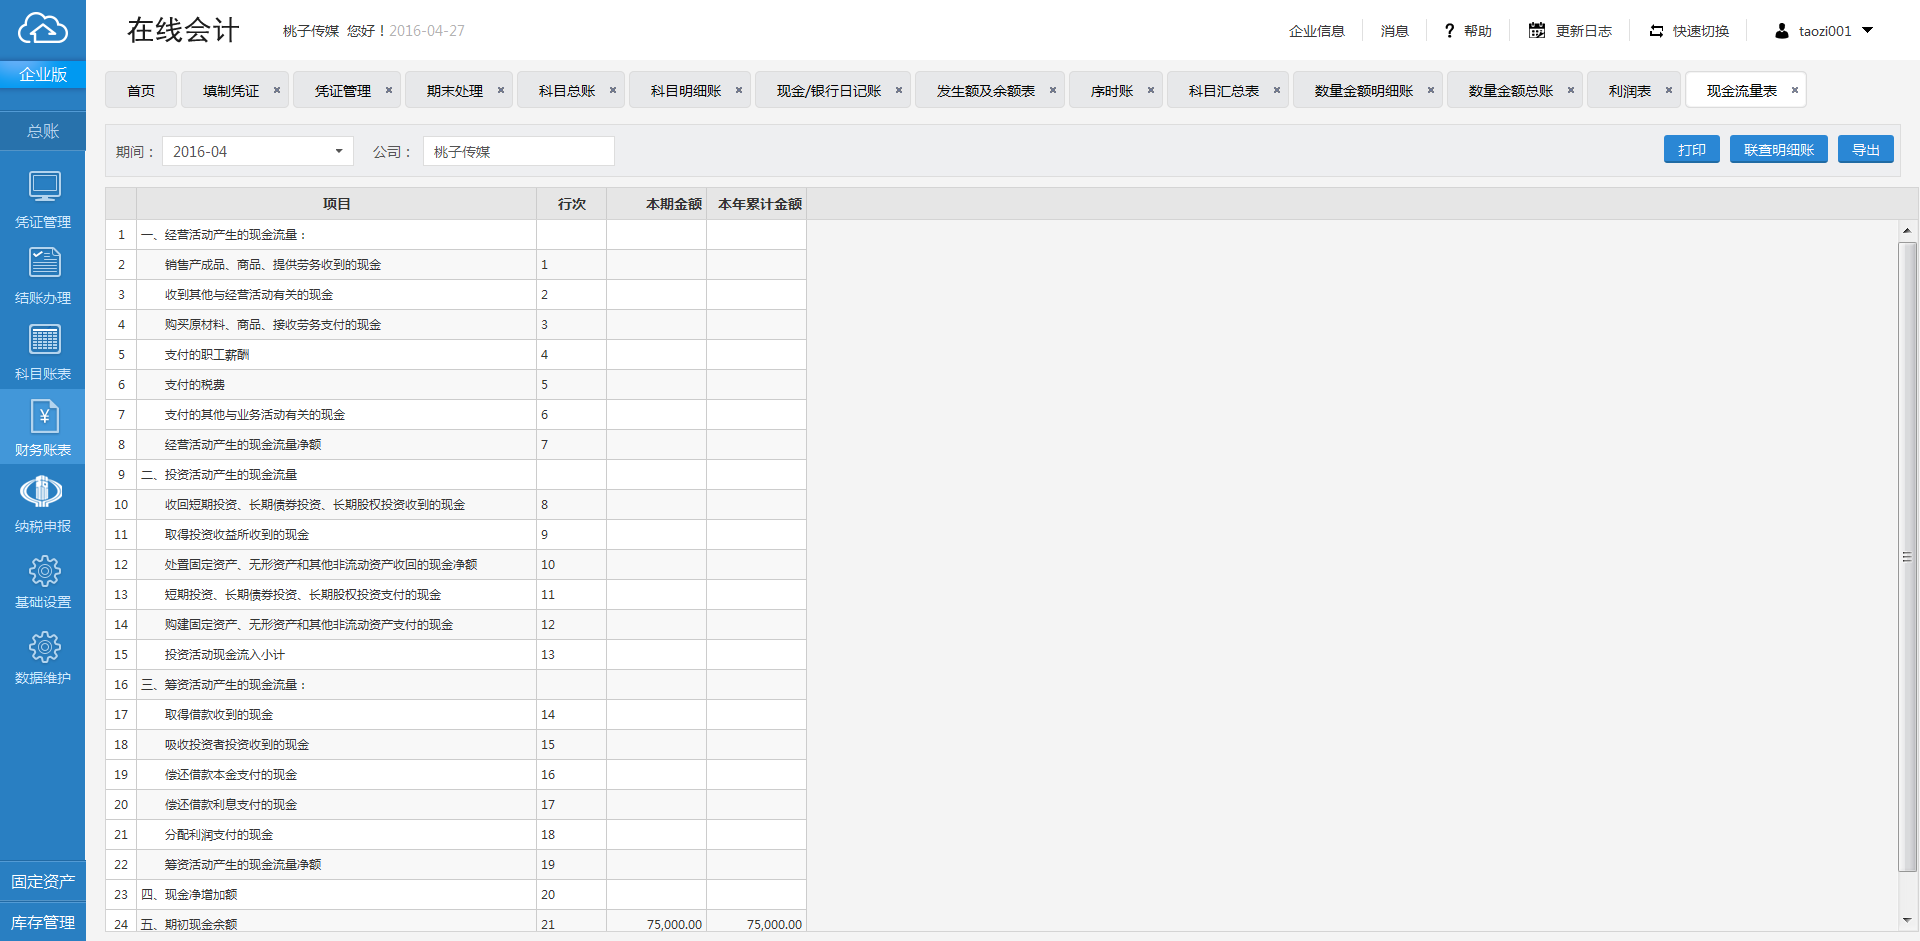 在线会计 桃子传媒 您好！2016-04-27 企业信息 消息 ? 帮助 更新日志 快速切换 taozi001
企业版
首页 填制凭证 × 凭证管理 × 期末处理 × 科目总账 × 科目明细账 × 现金/银行日记账 × 发生额及余额表 × 序时账 × 科目汇总表 × 数量金额明细账 × 数量金额总账 × 利润表 × 现金流量表 ×
总账
凭证管理
结账办理
科目账表
¥
财务账表
纳税申报
基础设置
数据维护
固定资产
库存管理
期间： 2016-04 公司： 桃子传媒 打印 联查明细账 导出
项目 行次 本期金额 本年累计金额
1 一、经营活动产生的现金流量：
2 销售产成品、商品、提供劳务收到的现金 1
3 收到其他与经营活动有关的现金 2
4 购买原材料、商品、接收劳务支付的现金 3
5 支付的职工薪酬 4
6 支付的税费 5
7 支付的其他与业务活动有关的现金 6
8 经营活动产生的现金流量净额 7
9 二、投资活动产生的现金流量
10 收回短期投资、长期债券投资、长期股权投资收到的现金 8
11 取得投资收益所收到的现金 9
12 处置固定资产、无形资产和其他非流动资产收回的现金净额 10
13 短期投资、长期债券投资、长期股权投资支付的现金 11
14 购建固定资产、无形资产和其他非流动资产支付的现金 12
15 投资活动现金流入小计 13
16 三、筹资活动产生的现金流量：
17 取得借款收到的现金 14
18 吸收投资者投资收到的现金 15
19 偿还借款本金支付的现金 16
20 偿还借款利息支付的现金 17
21 分配利润支付的现金 18
22 筹资活动产生的现金流量净额 19
23 四、现金净增加额 20
24 五、期初现金余额 21 75,000.00 75,000.00